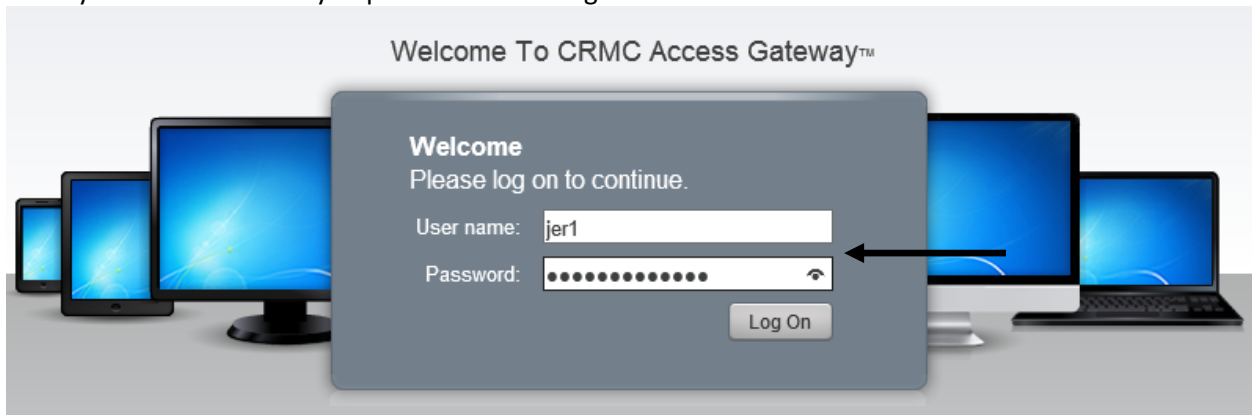 Welcome To CRMC Access Gateway™
Welcome
Please log on to continue.
User name: jer1
Password: ●●●●●●●●●●●●●
Log On